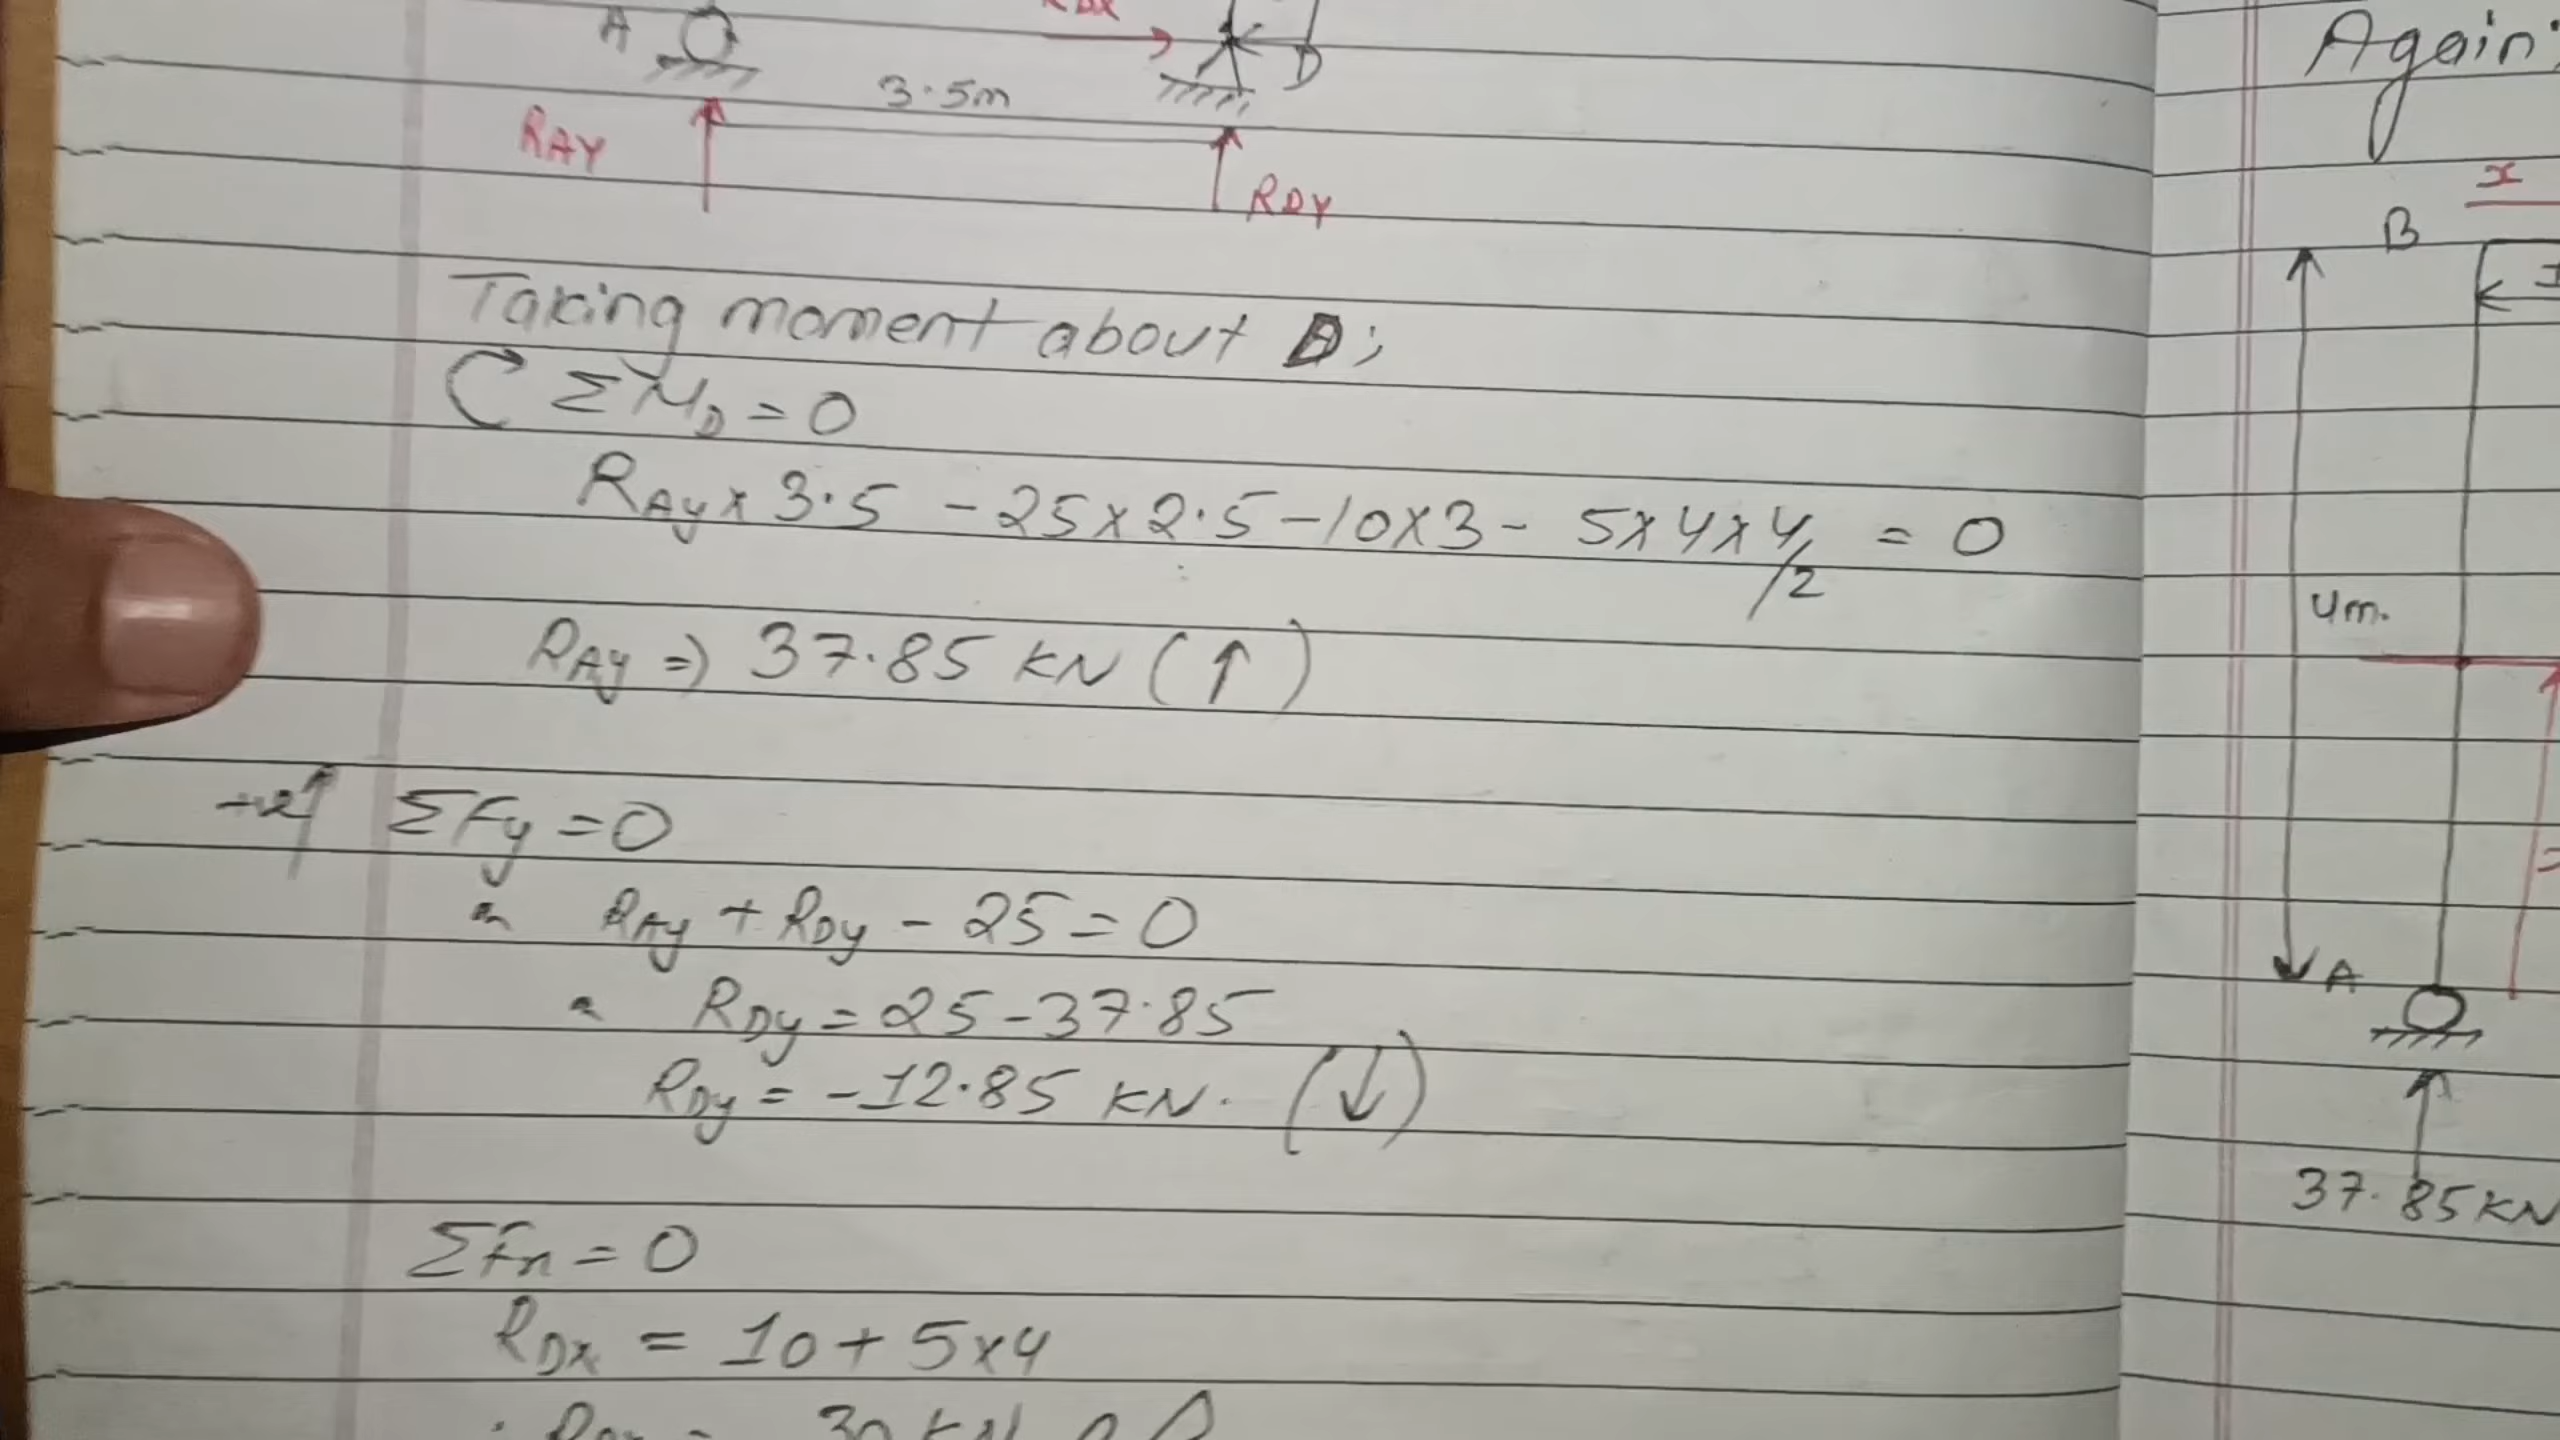 A
D
3.5m
RAY
RDY
Taking moment about D;
ΣMD = 0
RAy x 3.5 - 25 x 2.5 - 10 x 3 - 5 x 4 x 4/2 = 0
RAy => 37.85 KN (↑)
+ve↑ ΣFy = 0
RAy + RDy - 25 = 0
RDy = 25 - 37.85
RDy = -12.85 KN. (↓)
ΣFx = 0
RDx = 10 + 5x4
Again;
x
B
4m.
A
37.85 KN